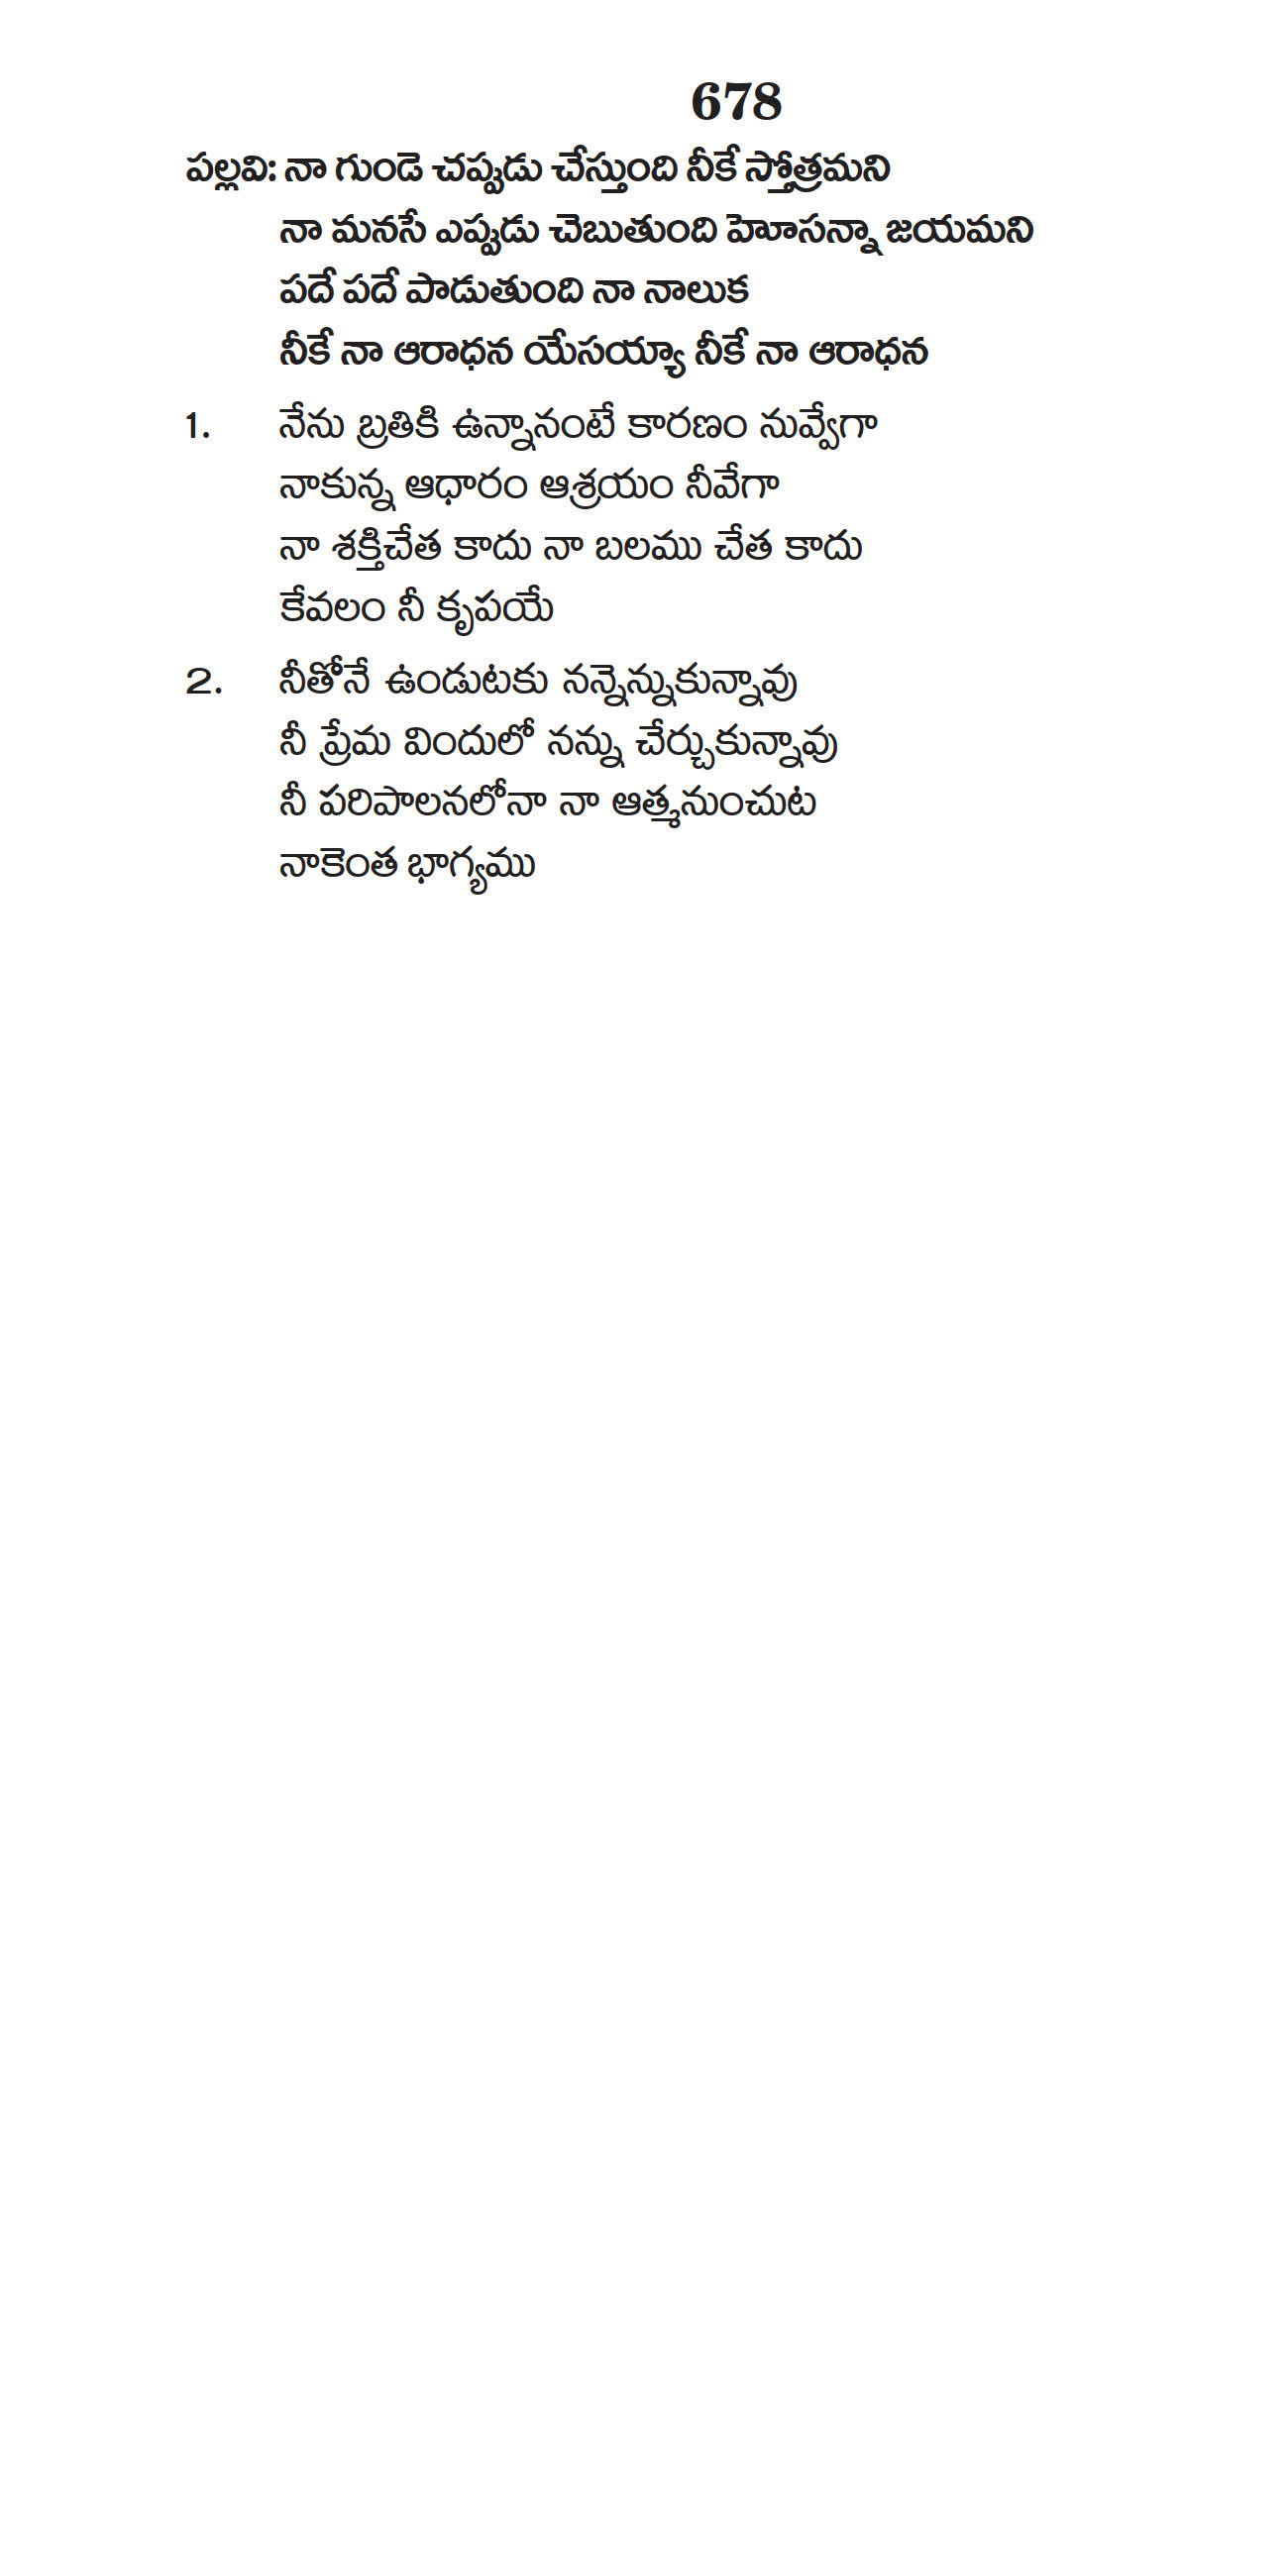 678
పల్లవి: నా గుండె చప్పుడు చేస్తుంది నీకే స్తోత్రమని
నా మనసే ఎప్పుడు చెబుతుంది హెూసన్నా జయమని
పదే పదే పాడుతుంది నా నాలుక
నీకే నా ఆరాధన యేసయ్యా నీకే నా ఆరాధన
1. నేను బ్రతికి ఉన్నానంటే కారణం నువ్వేగా
నాకున్న ఆధారం ఆశ్రయం నీవేగా
నా శక్తిచేత కాదు నా బలము చేత కాదు
కేవలం నీ కృపయే
2. నీతోనే ఉండుటకు నన్నెన్నుకున్నావు
నీ ప్రేమ విందులో నన్ను చేర్చుకున్నావు
నీ పరిపాలనలోనా నా ఆత్మనుంచుట
నాకెంత భాగ్యము